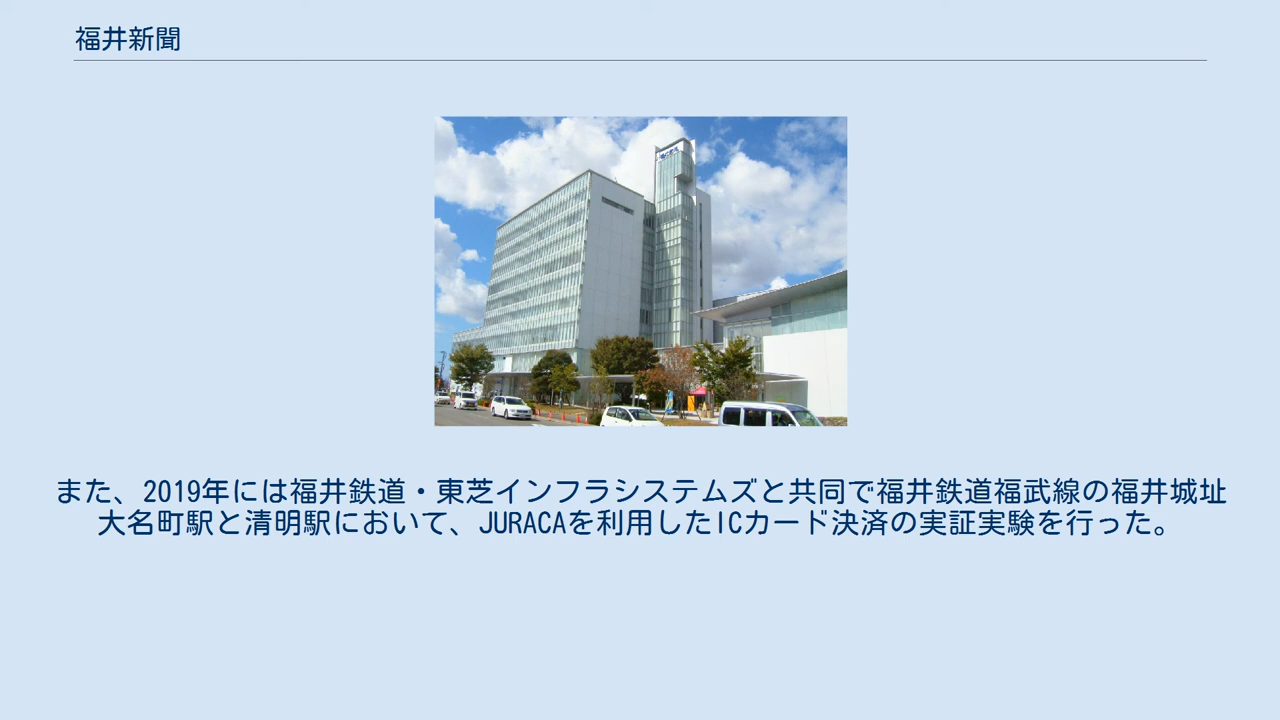 福井新聞
また、2019年には福井鉄道・東芝インフラシステムズと共同で福井鉄道福武線の福井城址
大名町駅と清明駅において、JURACAを利用したICカード決済の実証実験を行った。